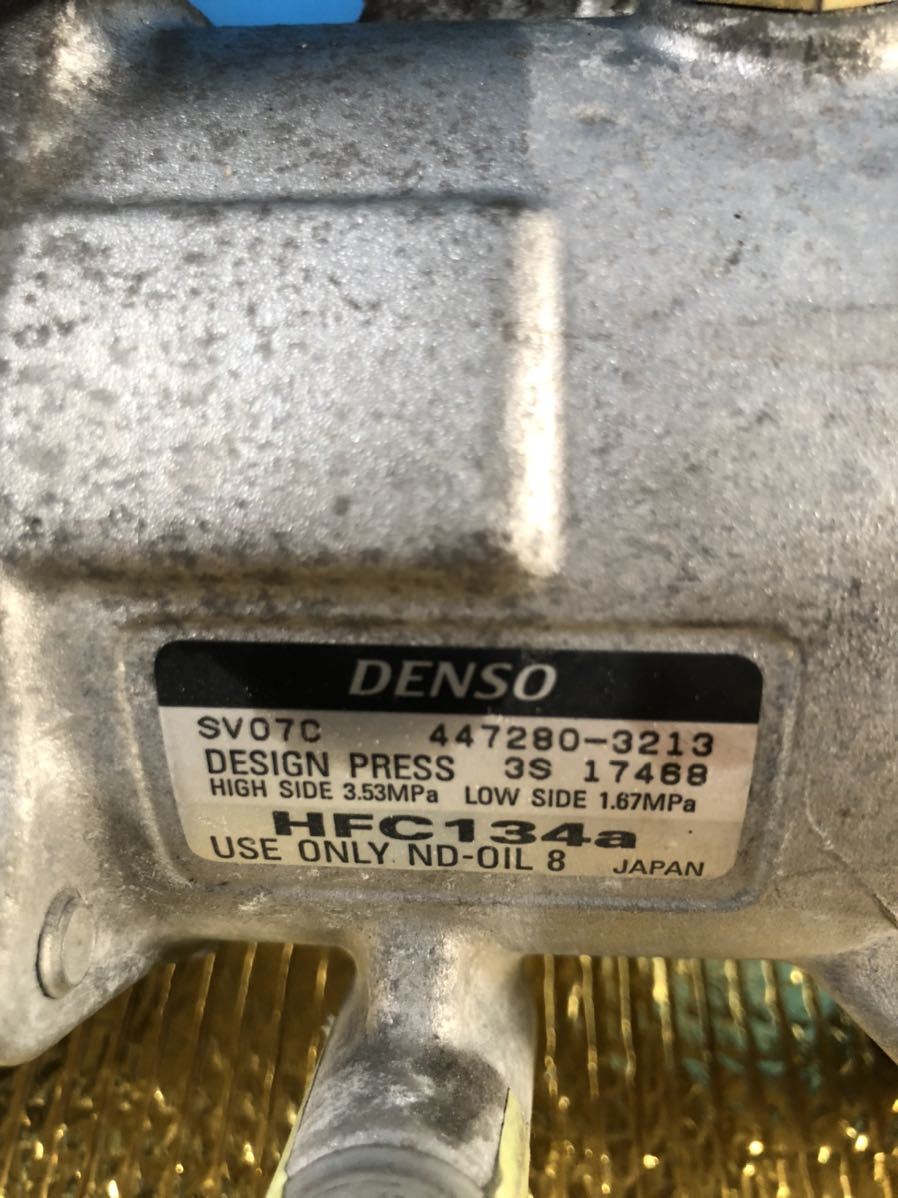 DENSO
SV07C 447280-3213
DESIGN PRESS 3S 17468
HIGH SIDE 3.53MPa LOW SIDE 1.67MPa
HFC134a
USE ONLY ND-OIL 8 JAPAN